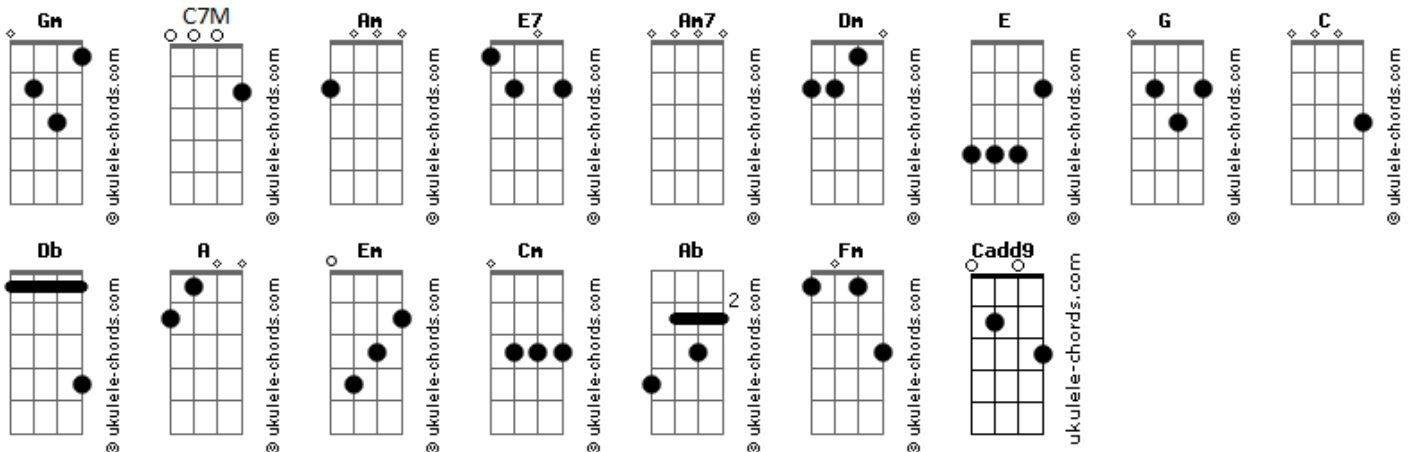 Gm C7M Am E7 Am7 Dm E G C
© ukulele-chords.com © ukulele-chords.com © ukulele-chords.com © ukulele-chords.com © ukulele-chords.com © ukulele-chords.com © ukulele-chords.com © ukulele-chords.com © ukulele-chords.com
Db A Em Cm Ab Fm Cadd9
2
© ukulele-chords.com © ukulele-chords.com © ukulele-chords.com © ukulele-chords.com © ukulele-chords.com © ukulele-chords.com ukulele-chords.com